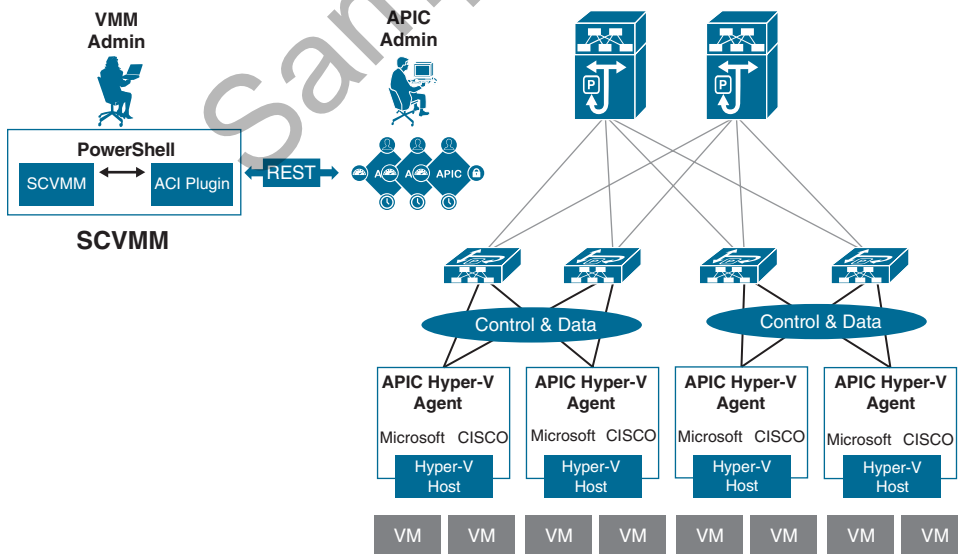 VMM
Admin
APIC
Admin
Sam
P
P
PowerShell
SCVMM
ACI Plugin
REST
A
A
APIC
SCVMM
Control & Data
Control & Data
APIC Hyper-V
Agent
Microsoft CISCO
Hyper-V
Host
APIC Hyper-V
Agent
Microsoft CISCO
Hyper-V
Host
APIC Hyper-V
Agent
Microsoft CISCO
Hyper-V
Host
APIC Hyper-V
Agent
Microsoft CISCO
Hyper-V
Host
VM
VM
VM
VM
VM
VM
VM
VM